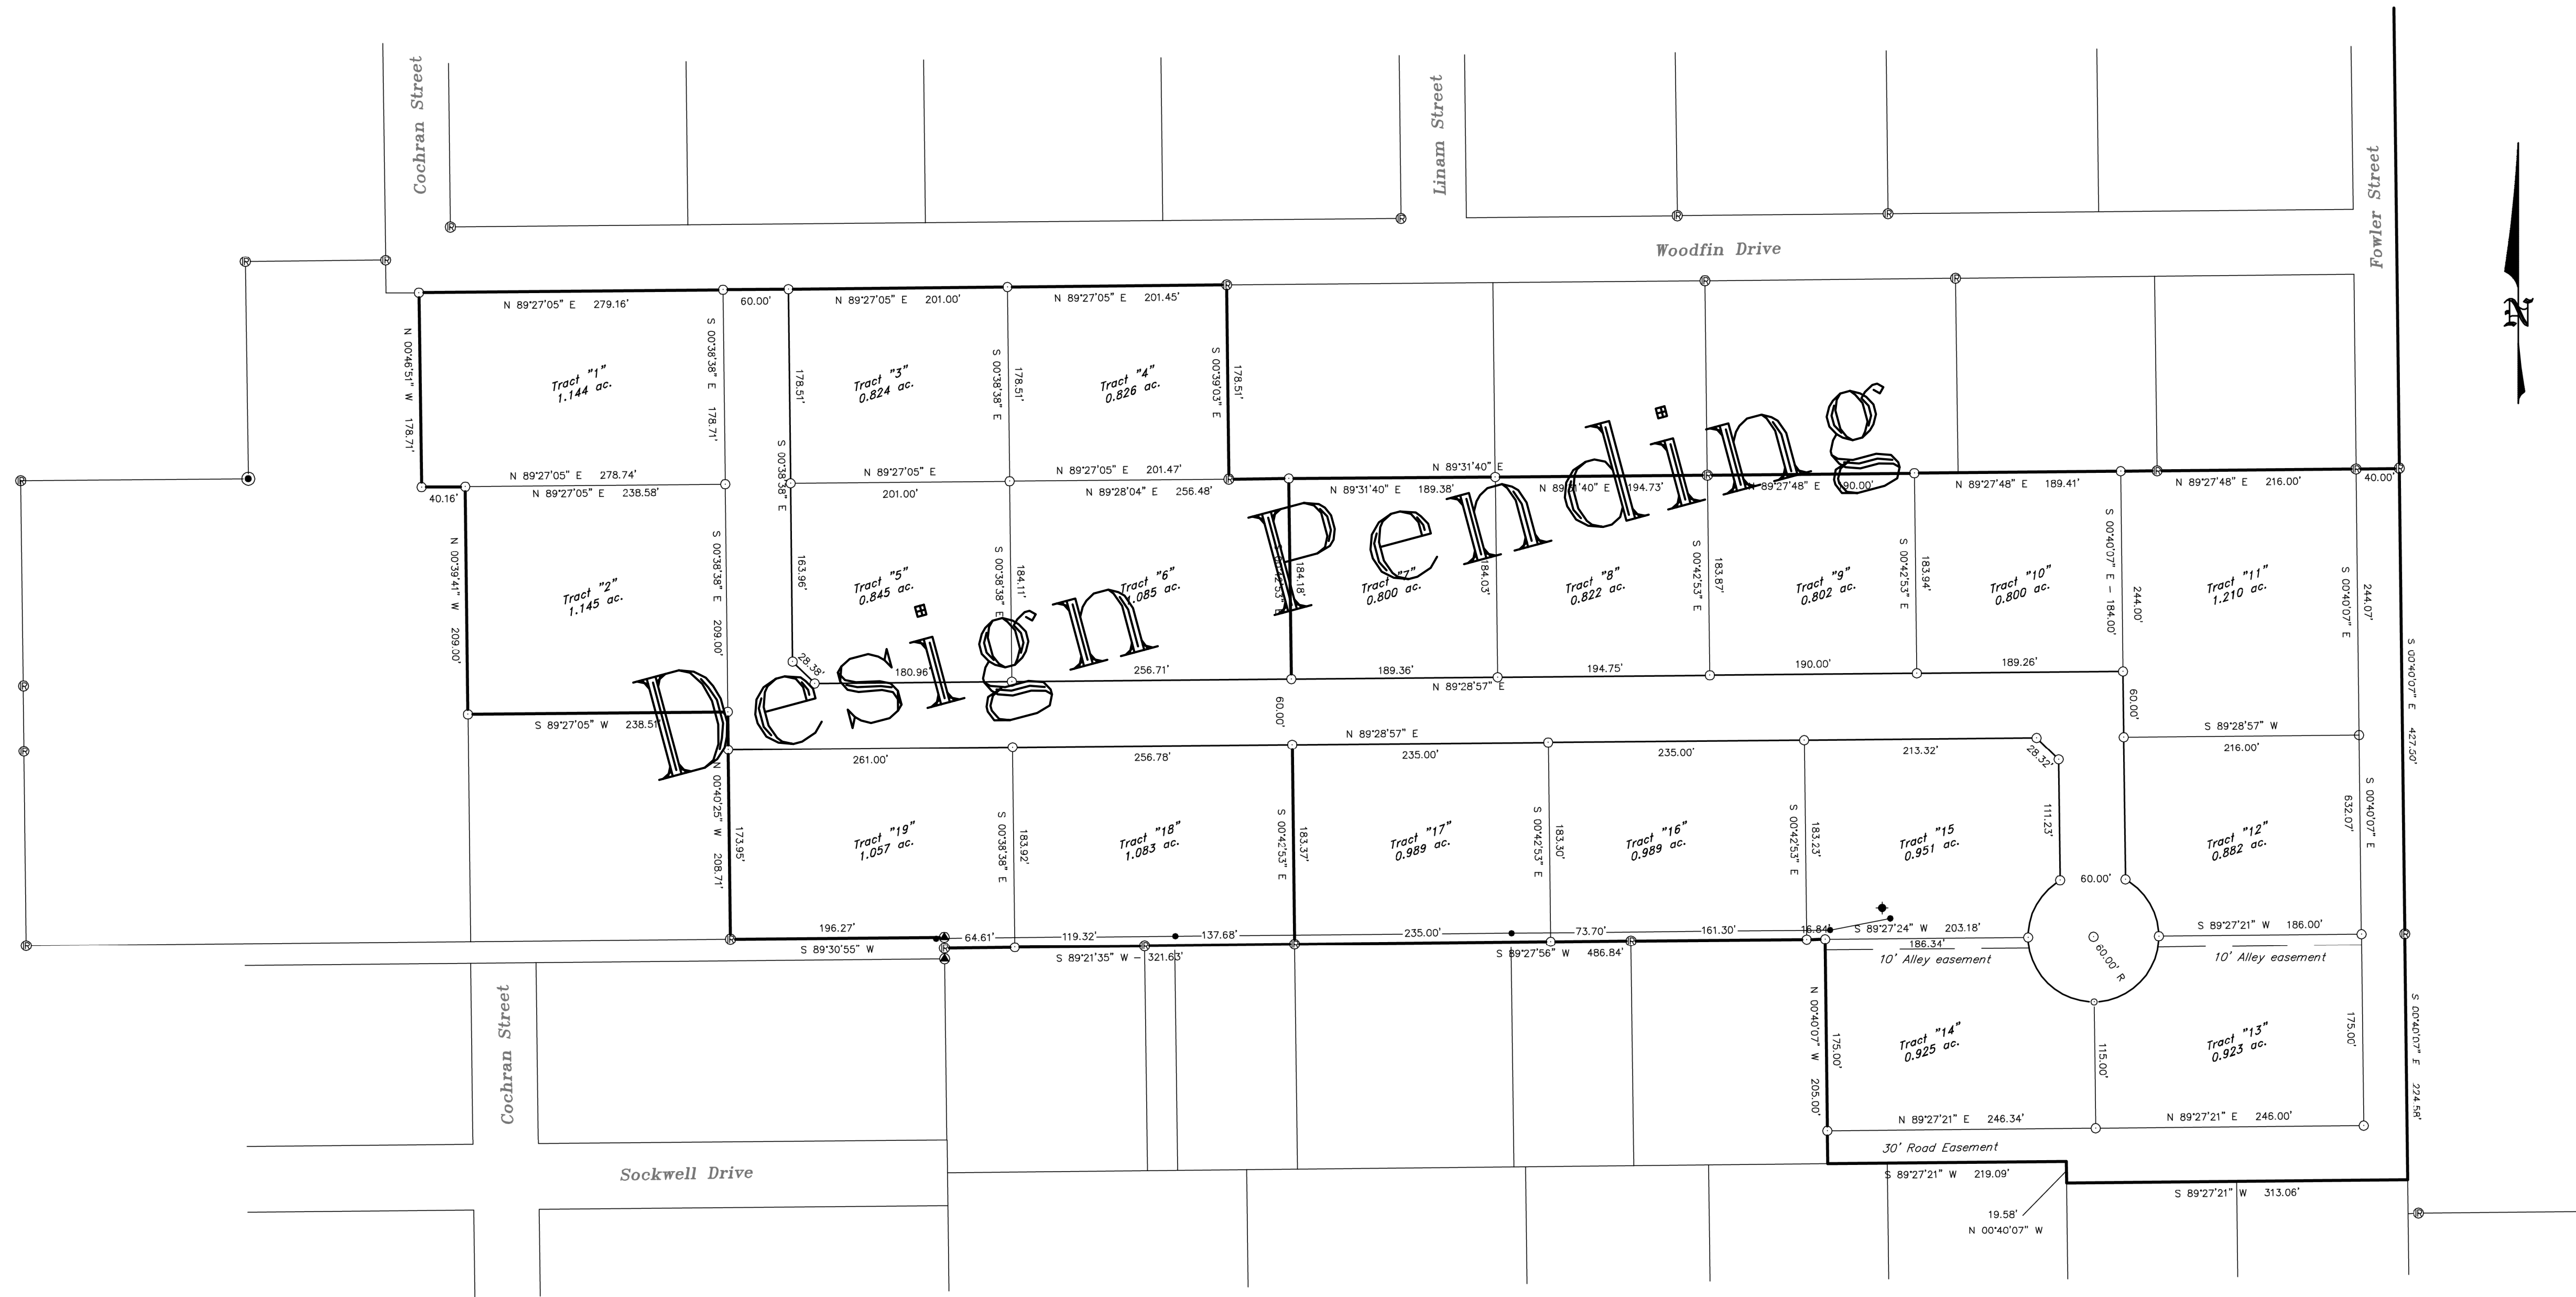 Cochran Street
Linam Street
Fowler Street
Woodfin Drive
N
N 89°27'05" E 279.16'
60.00'
N 89°27'05" E 201.00'
N 89°27'05" E 201.45'
N 00°46'51" W 178.71'
S 00°38'38" E 178.71'
178.51'
S 00°38'38" E
178.51'
S 00°39'03" E
178.51'
Tract "1"
1.144 ac.
Tract "3"
0.824 ac.
Tract "4"
0.826 ac.
S 00°38'38" E
N 89°27'05" E 278.74'
40.16'
N 89°27'05" E 238.58'
N 89°27'05" E
201.00'
N 89°27'05" E 201.47'
N 89°28'04" E 256.48'
N 89°31'40" E
N 89°31'40" E 189.38'
194.73'
N 89°27'48" E 189.41'
N 89°27'48" E 216.00'
40.00'
Design Pending
N 00°39'41" W 209.00'
Tract "2"
1.145 ac.
S 00°38'38" E 209.00'
163.96'
Tract "5"
0.845 ac.
S 00°38'38" E
184.11'
Tract "6"
1.085 ac.
184.18'
Tract "7"
0.800 ac.
184.03'
Tract "8"
0.822 ac.
S 00°42'53" E
183.87'
Tract "9"
0.802 ac.
S 00°42'53" E
183.94'
Tract "10"
0.800 ac.
S 00°40'07" E – 184.00'
244.00'
Tract "11"
1.210 ac.
S 00°40'07" E
244.07'
S 00°40'07" E 427.50'
28.38'
180.96'
256.71'
189.36'
194.75'
190.00'
189.26'
N 89°28'57" E
60.00'
60.00'
S 89°27'05" W 238.51'
N 89°28'57" E
S 89°28'57" W
216.00'
261.00'
256.78'
235.00'
235.00'
213.32'
28.32'
N 00°40'25" W 208.71'
173.95'
Tract "19"
1.057 ac.
S 00°38'38" E
183.92'
Tract "18"
1.083 ac.
S 00°42'53" E
183.37'
Tract "17"
0.989 ac.
S 00°42'53" E
183.30'
Tract "16"
0.989 ac.
S 00°42'53" E
183.23'
Tract "15
0.951 ac.
111.23'
60.00'
Tract "12"
0.882 ac.
632.07'
S 00°40'07" E
196.27'
S 89°30'55" W
64.61'
119.32'
137.68'
235.00'
73.70'
161.30'
16.84'
S 89°27'24" W 203.18'
186.34'
S 89°27'21" W 186.00'
S 89°21'35" W – 321.63'
S 89°27'56" W 486.84'
10' Alley easement
60.00' R
10' Alley easement
Cochran Street
N 00°40'07" W 205.00'
175.00'
Tract "14"
0.925 ac.
115.00'
Tract "13"
0.923 ac.
175.00'
S 00°40'07" E 224.58'
N 89°27'21" E 246.34'
N 89°27'21" E 246.00'
30' Road Easement
Sockwell Drive
S 89°27'21" W 219.09'
S 89°27'21" W 313.06'
19.58'
N 00°40'07" W